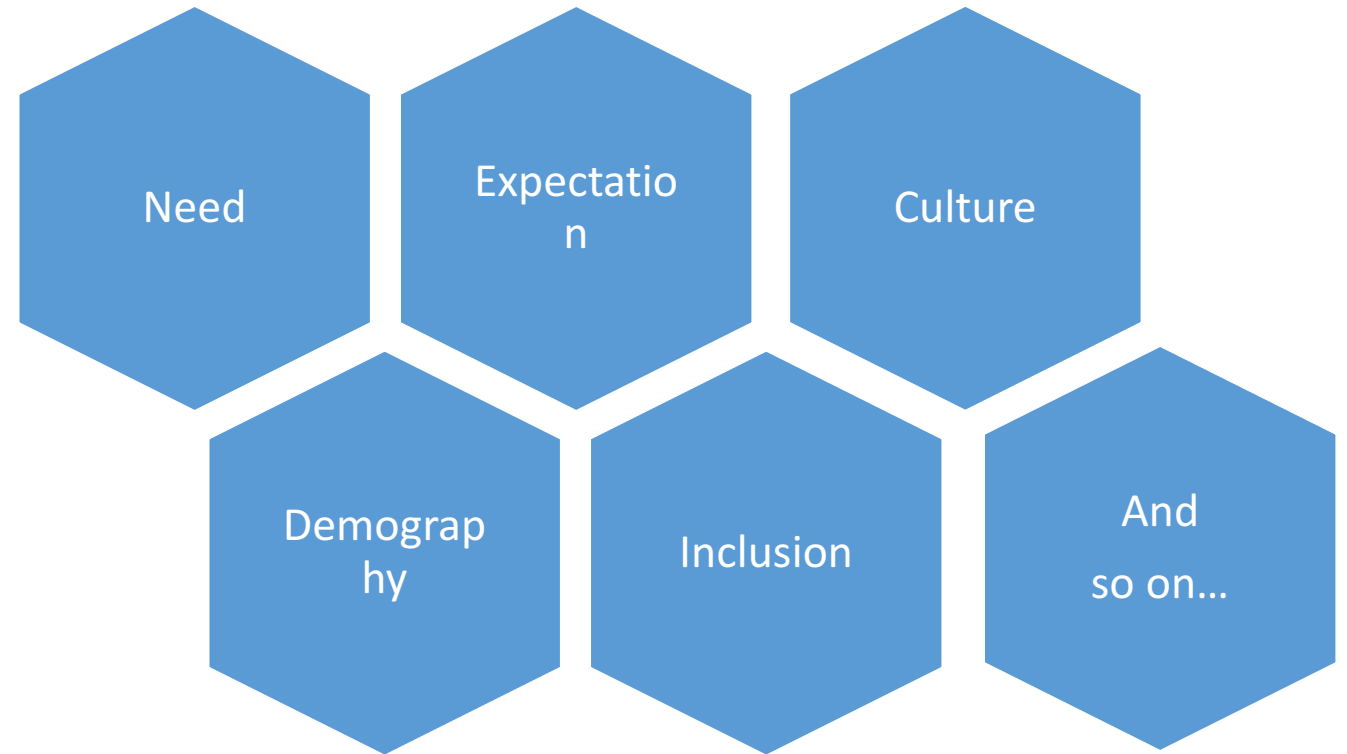 Need
Expectatio
n
Culture
Demograp
hy
Inclusion
And
so on…